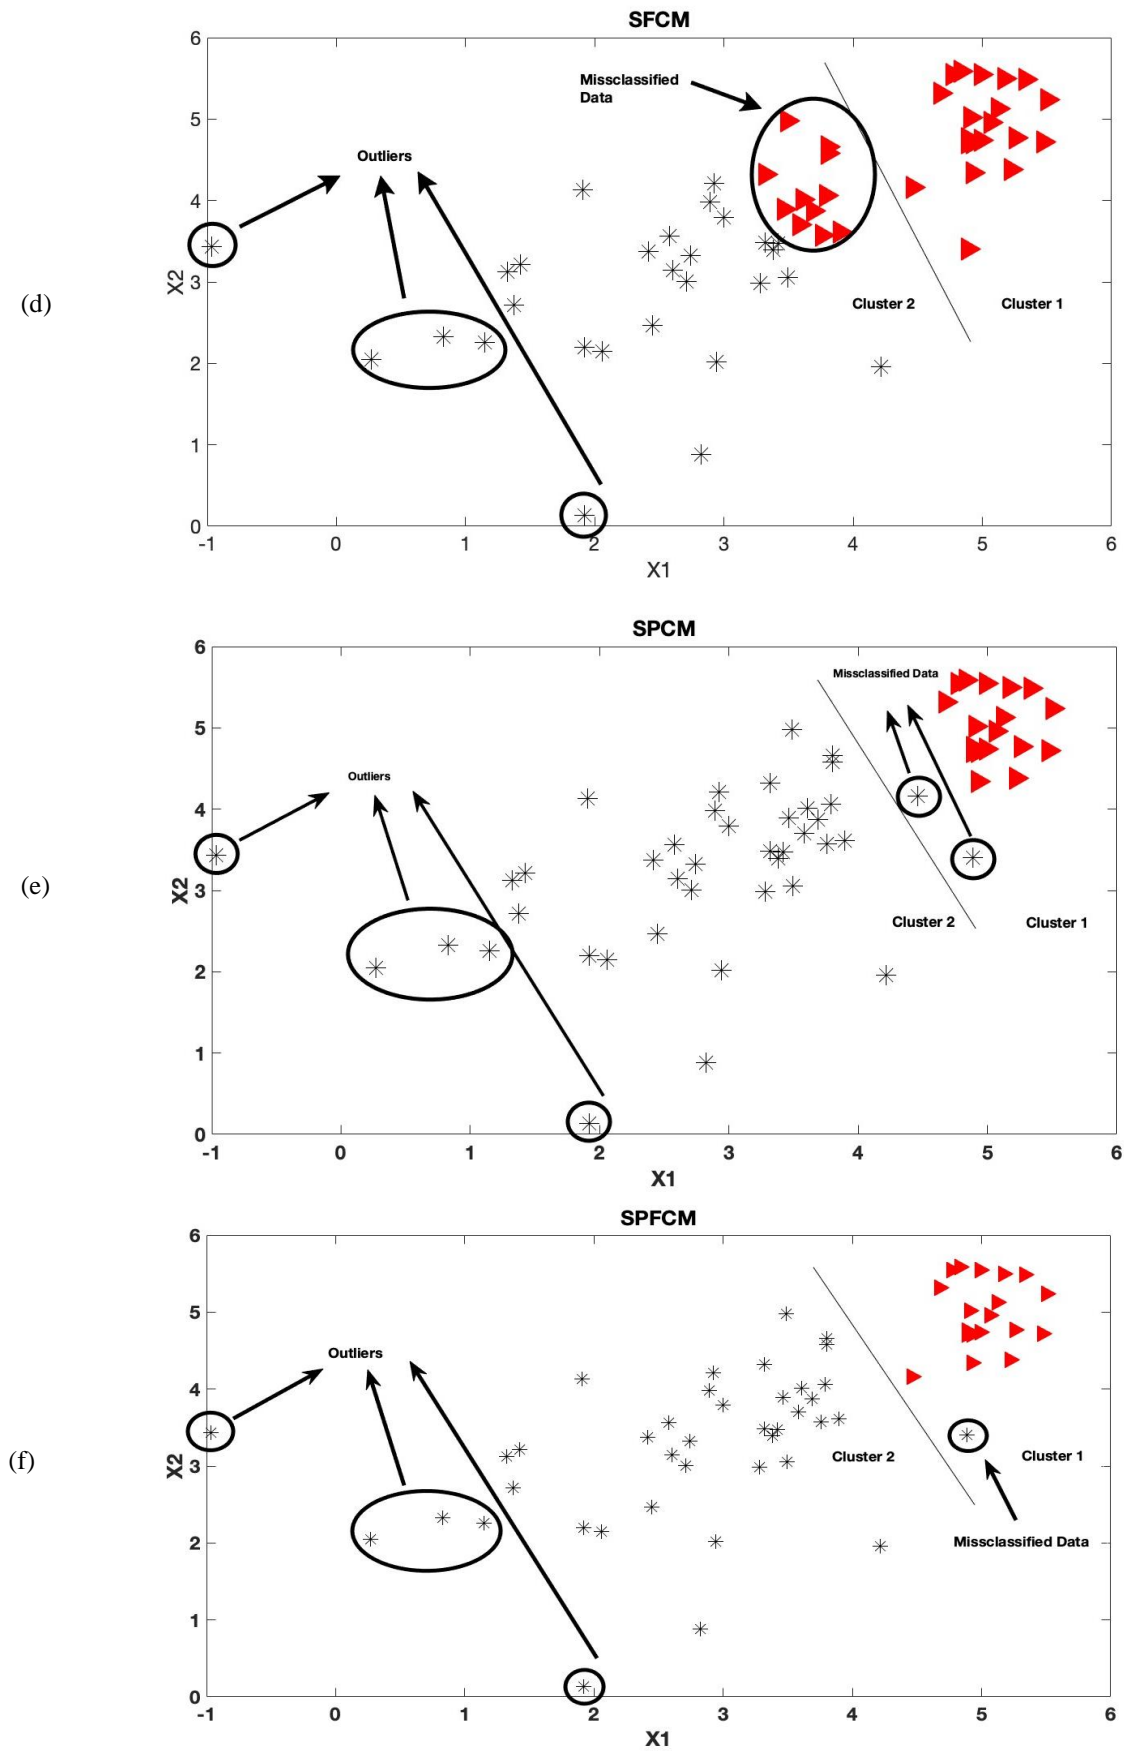 SFCM
6
Missclassified
Data
5
Outliers
4
X2
3
(d)
Cluster 2
Cluster 1
2
1
0
-1
0
1
2
3
4
5
6
X1
SPCM
6
Missclassified Data
5
Outliers
4
X2
3
(e)
Cluster 2
Cluster 1
2
1
0
-1
0
1
2
3
4
5
6
X1
SPFCM
6
5
Outliers
4
X2
3
(f)
Cluster 2
Cluster 1
Missclassified Data
2
1
0
-1
0
1
2
3
4
5
6
X1